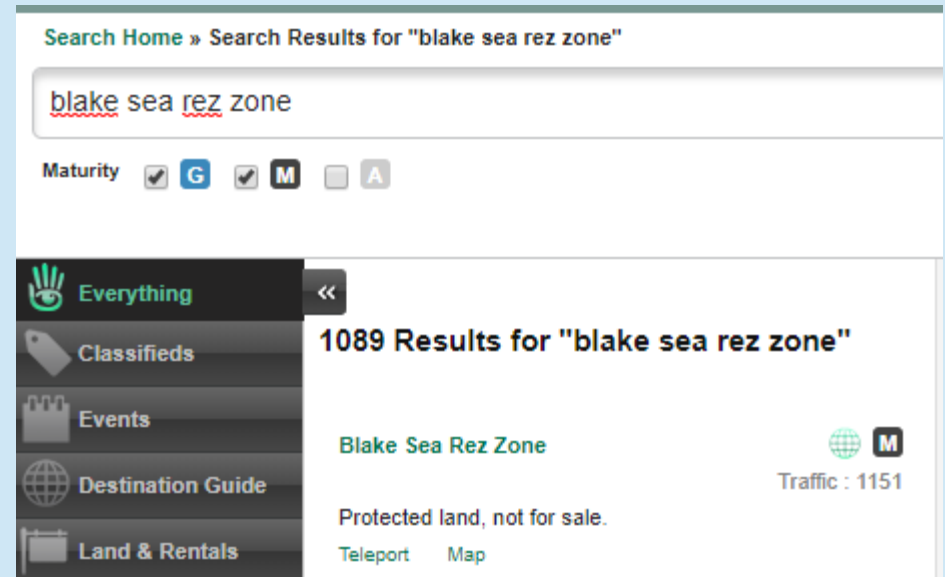 Search Home » Search Results for "blake sea rez zone"
blake sea rez zone
Maturity G M A
Everything
«
Classifieds
Events
Destination Guide
Land & Rentals
1089 Results for "blake sea rez zone"
Blake Sea Rez Zone M
Traffic : 1151
Protected land, not for sale.
Teleport Map